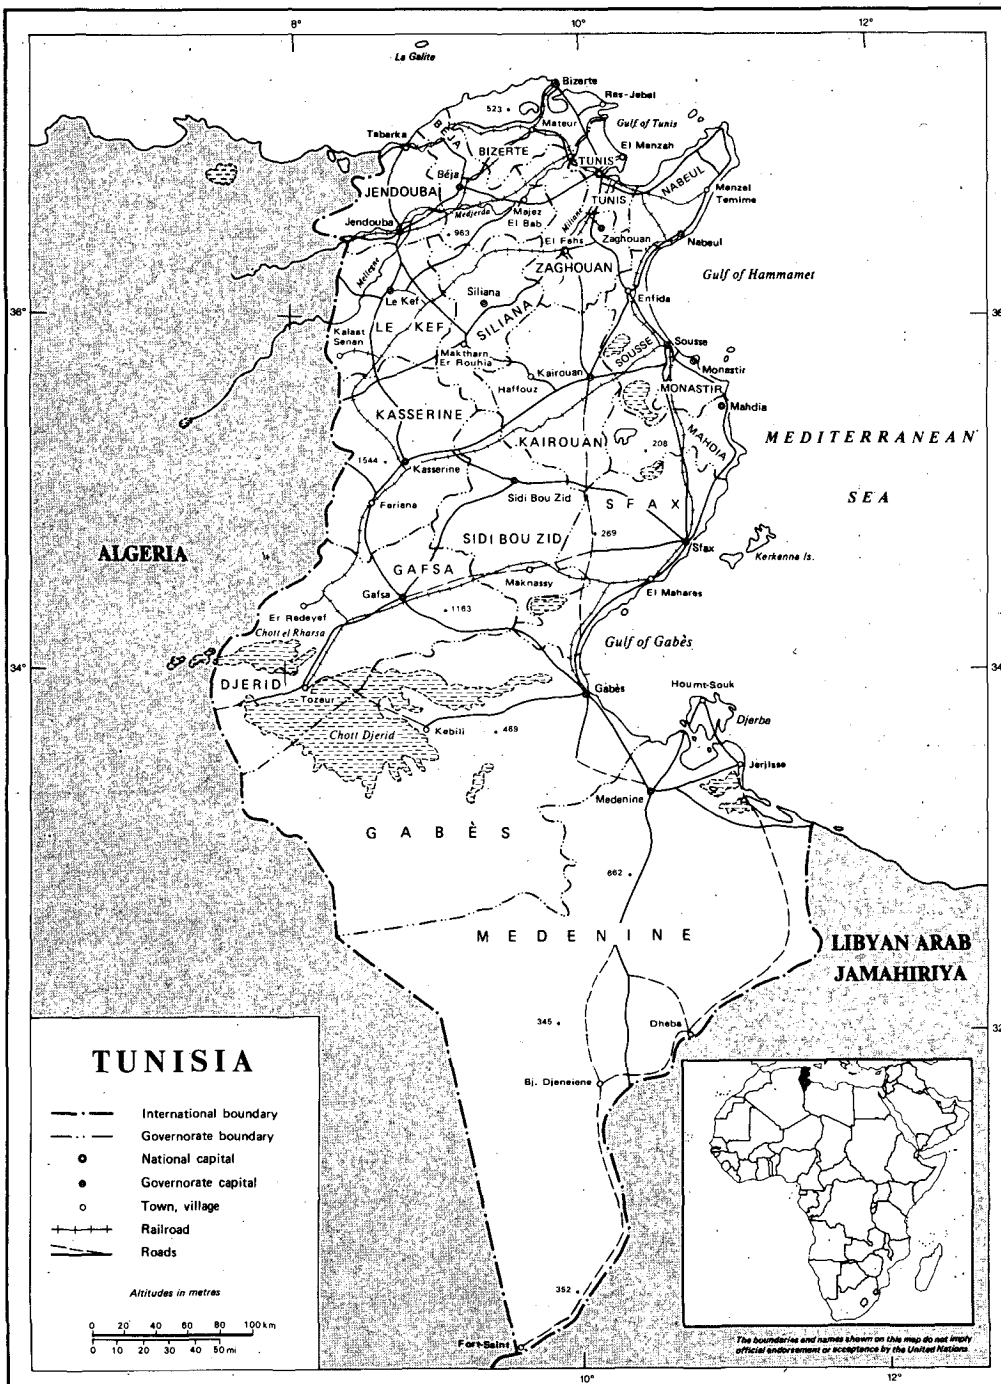 8°
10°
12°
La Galite
Bizerte
Ras-Jebel
523
Mateur
Gulf of Tunis
Tabarka
BEJA
BIZERTE
El Menzah
TUNIS
NABEUL
Béja
JENDOUBA
TUNIS
Menzel
Temime
Jendouba
Medjerda
Majez
El Bab
Miliane
963
Zaghouan
Nabeul
El Fahs
Mellegue
ZAGHOUAN
Gulf of Hammamet
Siliana
Le Kef
Enfida
36°
36°
LE KEF
SILIANA
Kalaat
Senan
SOUSSE
Sousse
Maktharn
Er Rouhia
Kairouan
Monastir
Haffouz
MONASTIR
KASSERINE
Mahdia
KAIROUAN
208
MAHDIA
MEDITERRANEAN
1544
Kasserine
Sidi Bou Zid
SFAX
SEA
Feriana
SIDI BOU ZID
269
Sfax
ALGERIA
Kerkenna Is.
GAFSA
Maknassy
El Mahares
Gafsa
1163
Er Redeyef
Chott el Rharsa
Gulf of Gabès
34°
34°
DJERID
Houmt-Souk
Tozeur
Gabès
Djerba
Kebili
469
Chott Djerid
Jerjisse
Medenine
GABÈS
662
MEDENINE
LIBYAN ARAB
JAMAHIRIYA
345
Dheba
32
Bj. Djeneiene
TUNISIA
International boundary
Governorate boundary
National capital
Governorate capital
Town, village
Railroad
Roads
Altitudes in metres
0 20 40 60 80 100 km
0 10 20 30 40 50 mi
352
Fort-Saint
The boundaries and names shown on this map do not imply
official endorsement or acceptance by the United Nations.
10°
12°